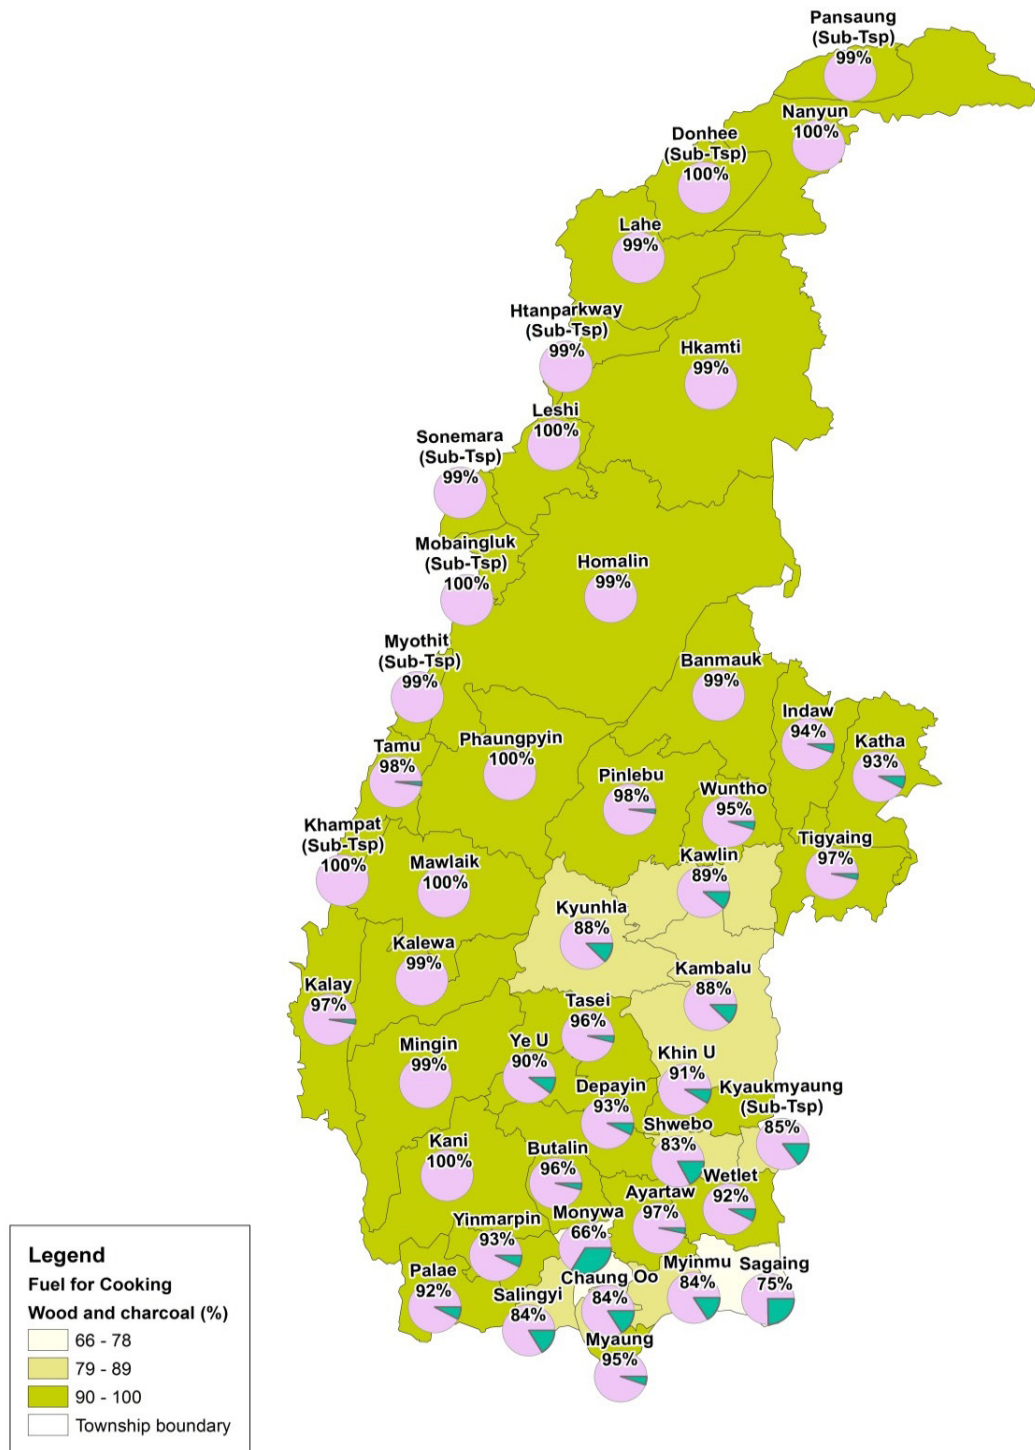 Pansaung
(Sub-Tsp)
99%
Nanyun
100%
Donhee
(Sub-Tsp)
100%
Lahe
99%
Htanparkway
(Sub-Tsp)
99%
Hkamti
99%
Leshi
100%
Sonemara
(Sub-Tsp)
99%
Mobaingluk
(Sub-Tsp)
100%
Homalin
99%
Myothit
(Sub-Tsp)
99%
Banmauk
99%
Indaw
94%
Katha
93%
Tamu
98%
Phaungpyin
100%
Pinlebu
98%
Wuntho
95%
Tigyaing
97%
Khampat
(Sub-Tsp)
100%
Mawlaik
100%
Kawlin
89%
Kyunhla
88%
Kalewa
99%
Kambalu
88%
Kalay
97%
Tasei
96%
Mingin
99%
Ye U
90%
Khin U
91%
Kyaukmyaung
(Sub-Tsp)
85%
Depayin
93%
Shwebo
83%
Kani
100%
Butalin
96%
Wetlet
92%
Ayartaw
97%
Monywa
66%
Yinmarpin
93%
Palae
92%
Salingyi
84%
Chaung Oo
84%
Myinmu
84%
Sagaing
75%
Myaung
95%
Legend
Fuel for Cooking
Wood and charcoal (%)
66 - 78
79 - 89
90 - 100
Township boundary